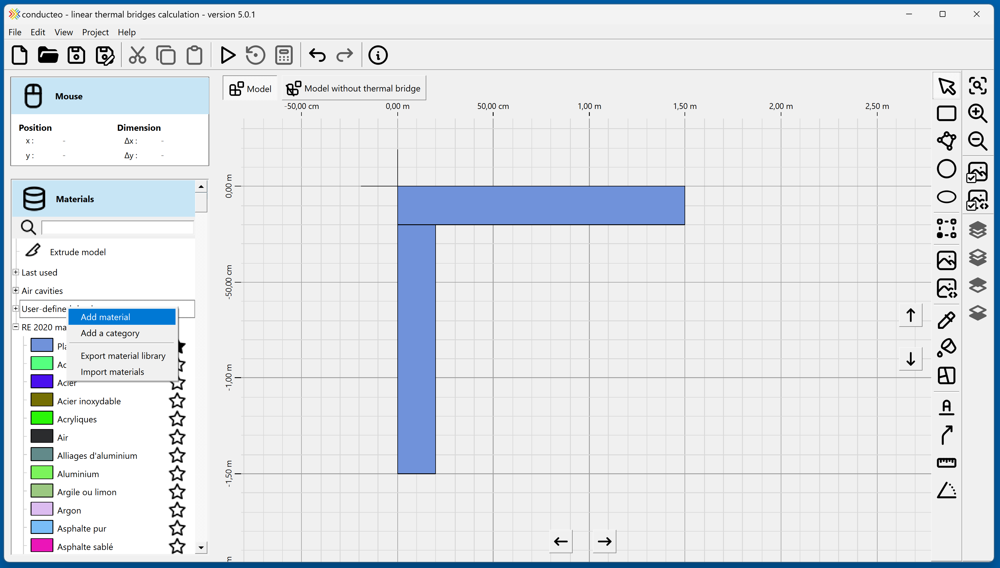 conducteo - linear thermal bridges calculation - version 5.0.1
File Edit View Project Help
Mouse
Position Dimension
x : - Δx : -
y : - Δy : -
Materials
Extrude model
Last used
Air cavities
User-define
RE 2020 ma
Add material
Add a category
Export material library
Import materials
Pla
Ac
Acier
Acier inoxydable
Acryliques
Air
Alliages d'aluminium
Aluminium
Argile ou limon
Argon
Asphalte pur
Asphalte sablé
Model Model without thermal bridge
-50,00 cm 0,00 m 50,00 cm 1,00 m 1,50 m 2,00 m 2,50 m
0,00 m
-50,00 cm
-1,00 m
-1,50 m
m
A